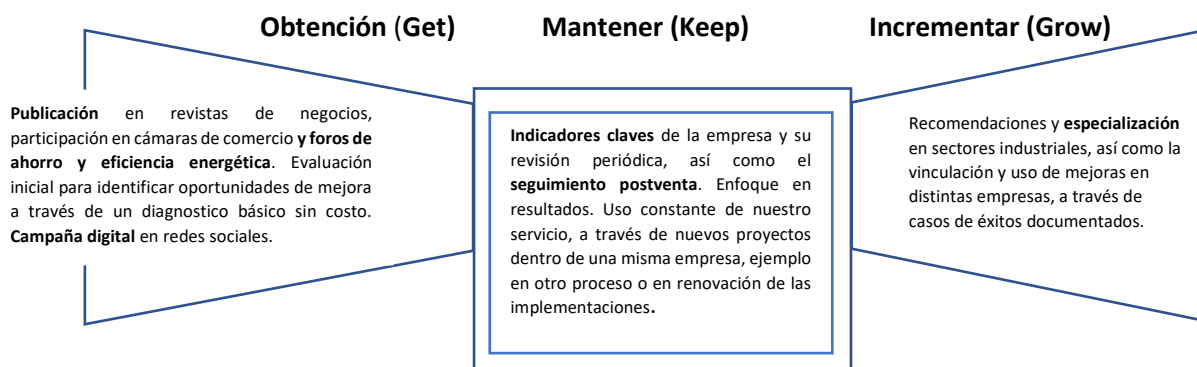 Obtención (Get)
Mantener (Keep)
Incrementar (Grow)
Publicación en revistas de negocios,
participación en cámaras de comercio y foros de
ahorro y eficiencia energética. Evaluación
inicial para identificar oportunidades de mejora
a través de un diagnostico básico sin costo.
Campaña digital en redes sociales.
Indicadores claves de la empresa y su
revisión periódica, así como el
seguimiento postventa. Enfoque en
resultados. Uso constante de nuestro
servicio, a través de nuevos proyectos
dentro de una misma empresa, ejemplo
en otro proceso o en renovación de las
implementaciones.
Recomendaciones y especialización
en sectores industriales, así como la
vinculación y uso de mejoras en
distintas empresas, a través de
casos de éxitos documentados.